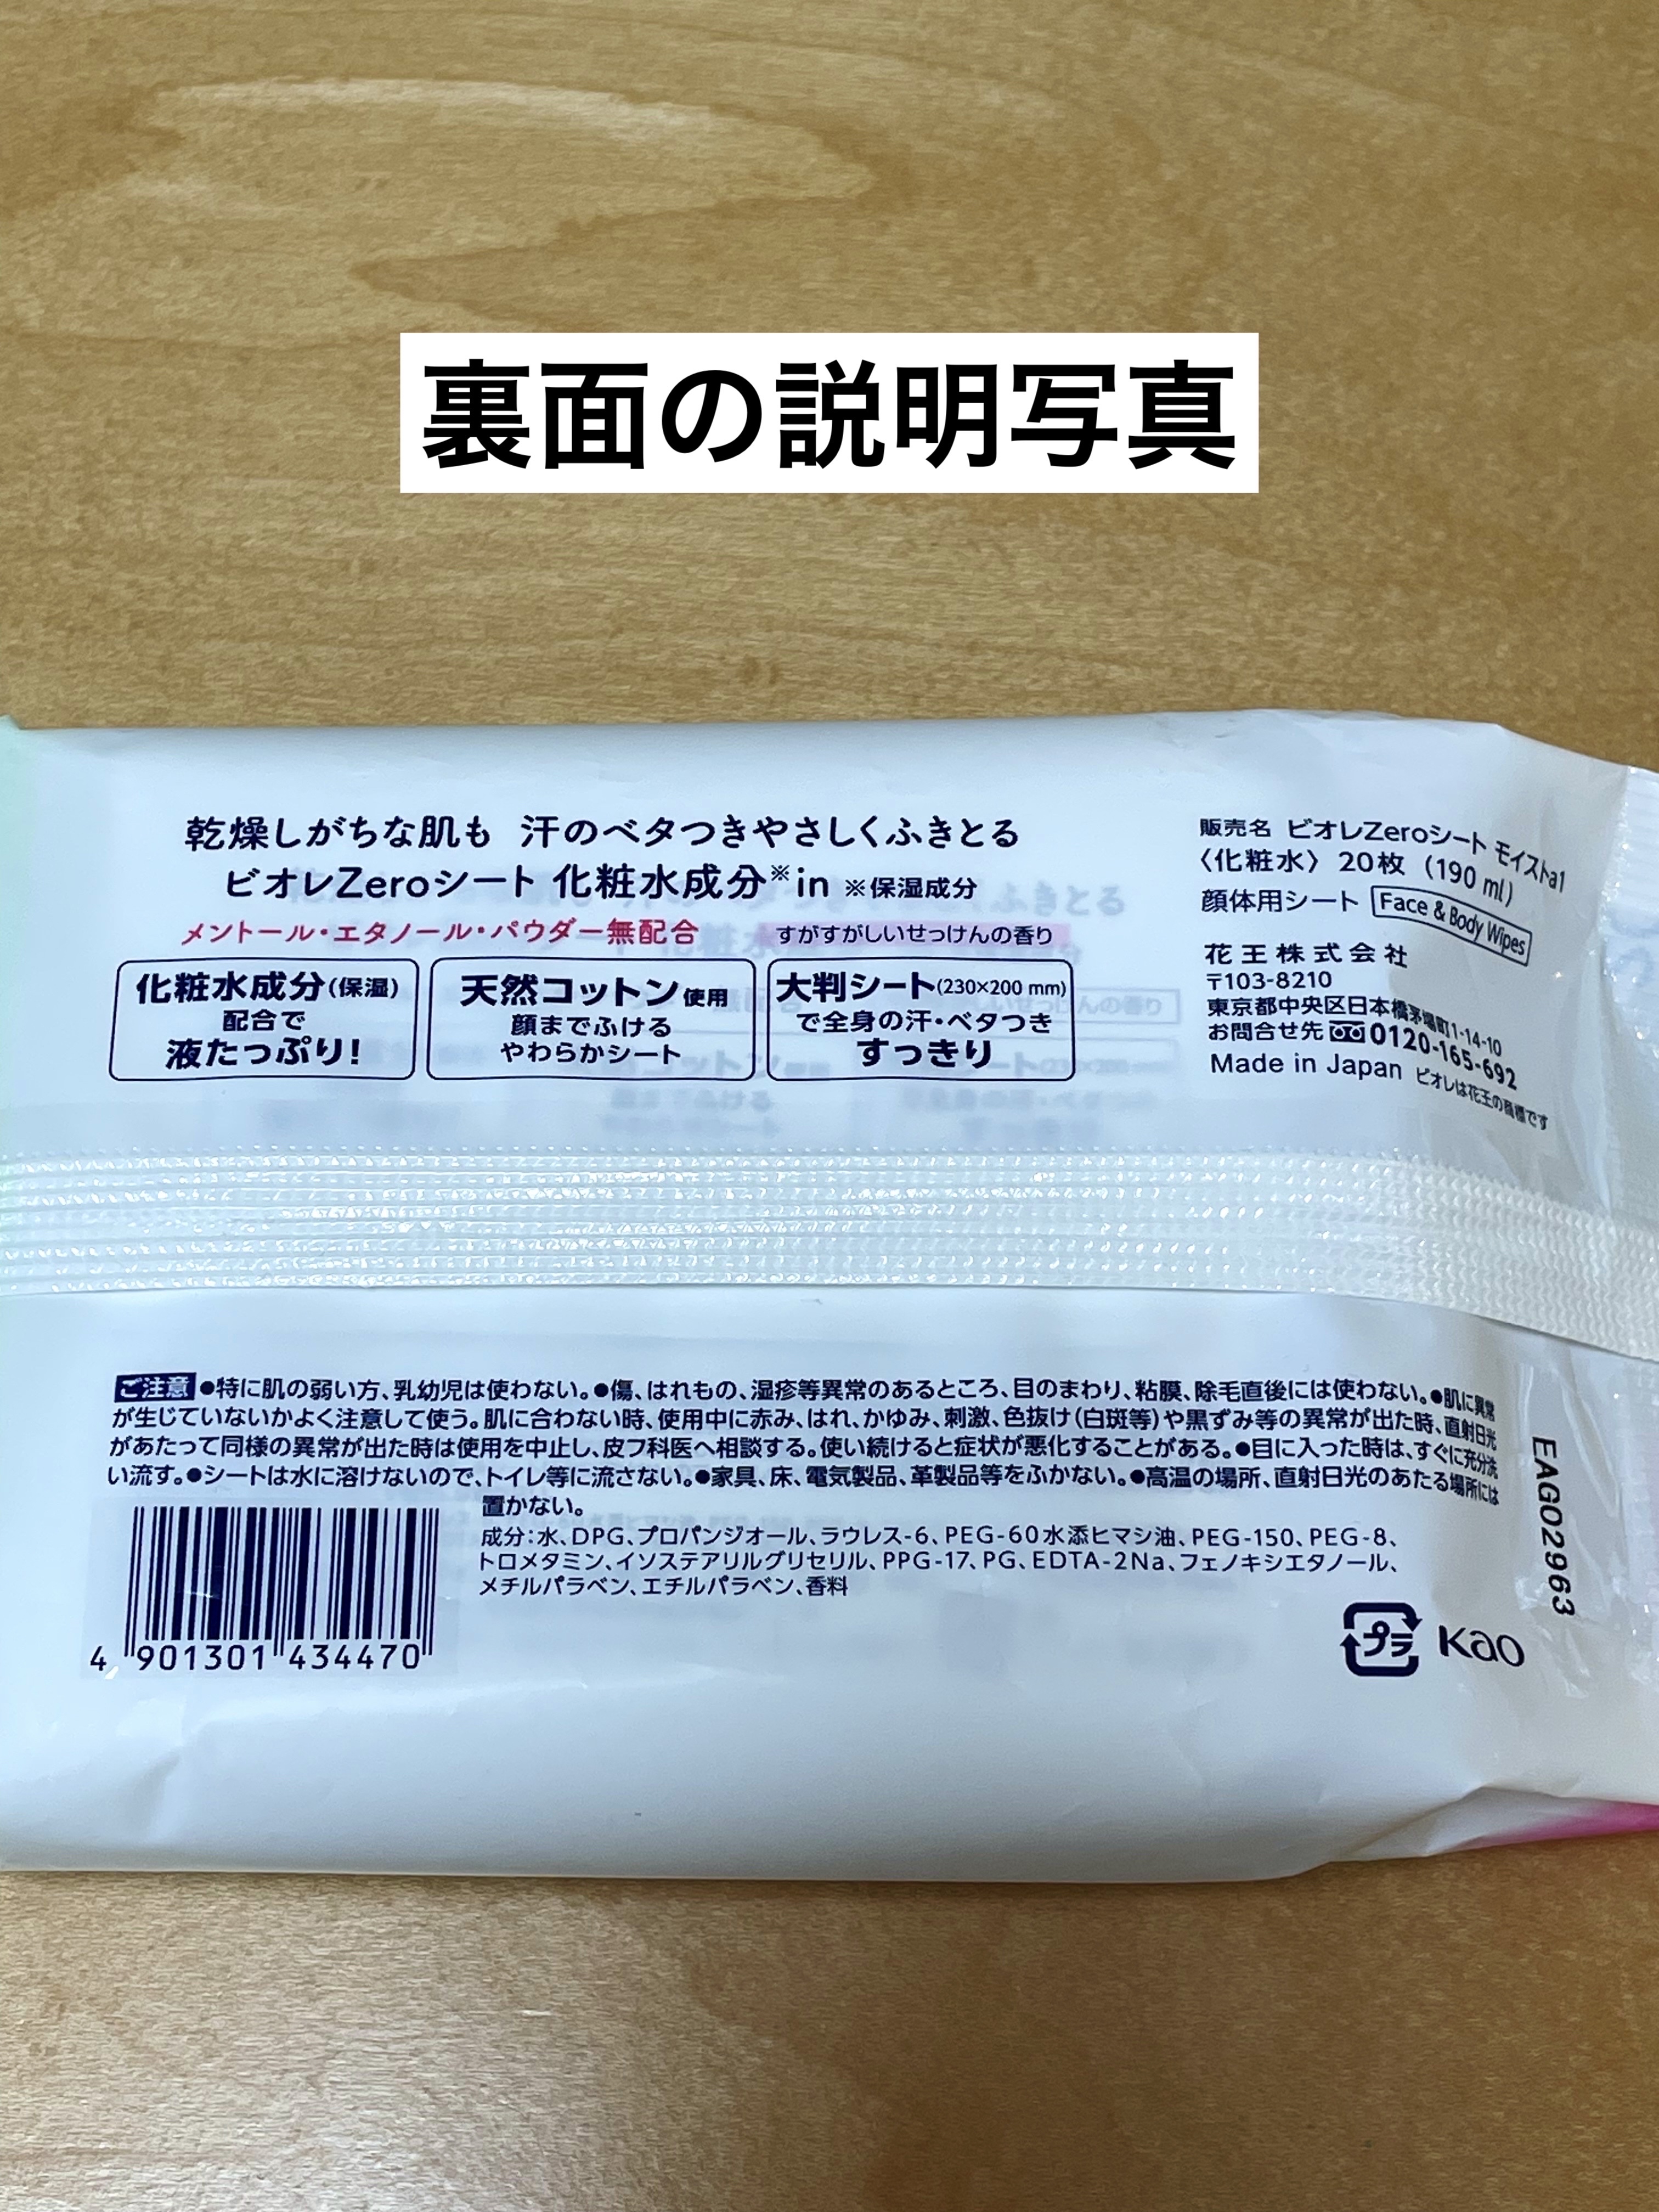 裏面の説明写真
乾燥しがちな肌も 汗のベタつきやさしくふきとる
ビオレZeroシート 化粧水成分※in ※保湿成分
メントール・エタノール・パウダー無配合 すがすがしいせっけんの香り
化粧水成分(保湿)
配合で
液たっぷり!
天然コットン使用
顔までふける
やわらかシート
大判シート(230×200 mm)
で全身の汗・ベタつき
すっきり
販売名 ビオレZeroシート モイストa1
〈化粧水〉 20枚 (190 ml)
顔体用シート Face & Body Wipes
花王株式会社
〒103-8210
東京都中央区日本橋茅場町1-14-10
お問合せ先 0120-165-692
Made in Japan ビオレは花王の商標です
ご注意 ●特に肌の弱い方、乳幼児は使わない。●傷、はれもの、湿疹等異常のあるところ、目のまわり、粘膜、除毛直後には使わない。●肌に異常
が生じていないかよく注意して使う。肌に合わない時、使用中に赤み、はれ、かゆみ、刺激、色抜け(白斑等)や黒ずみ等の異常が出た時、直射日光
があたって同様の異常が出た時は使用を中止し、皮フ科医へ相談する。使い続けると症状が悪化することがある。●目に入った時は、すぐに充分洗
い流す。●シートは水に溶けないので、トイレ等に流さない。●家具、床、電気製品、革製品等をふかない。●高温の場所、直射日光のあたる場所には
置かない。
成分:水、DPG、プロパンジオール、ラウレス-6、PEG-60水添ヒマシ油、PEG-150、PEG-8、
トロメタミン、イソステアリルグリセリル、PPG-17、PG、EDTA-2Na、フェノキシエタノール、
メチルパラベン、エチルパラベン、香料
4 901301 434470
プラ Kao
EAG02963